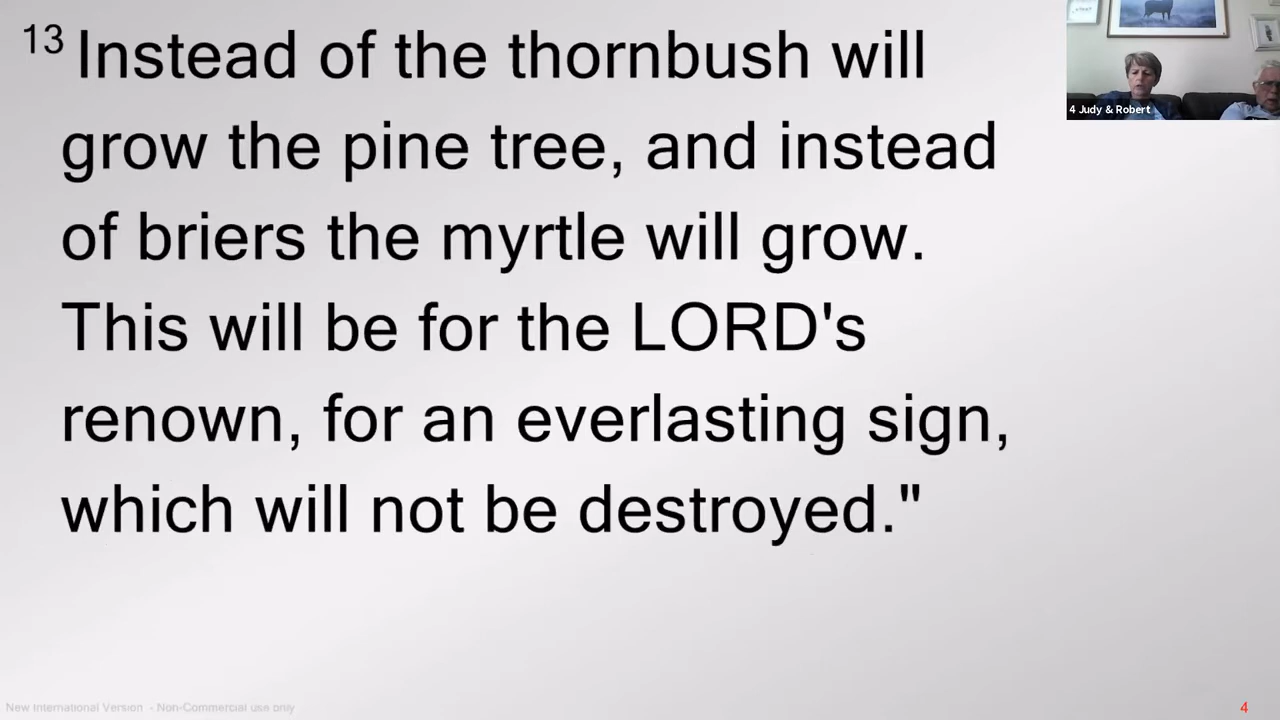 13 Instead of the thornbush will
grow the pine tree, and instead
of briers the myrtle will grow.
This will be for the LORD's
renown, for an everlasting sign,
which will not be destroyed."
4 Judy & Robert
New International Version - Non-Commercial use only
4